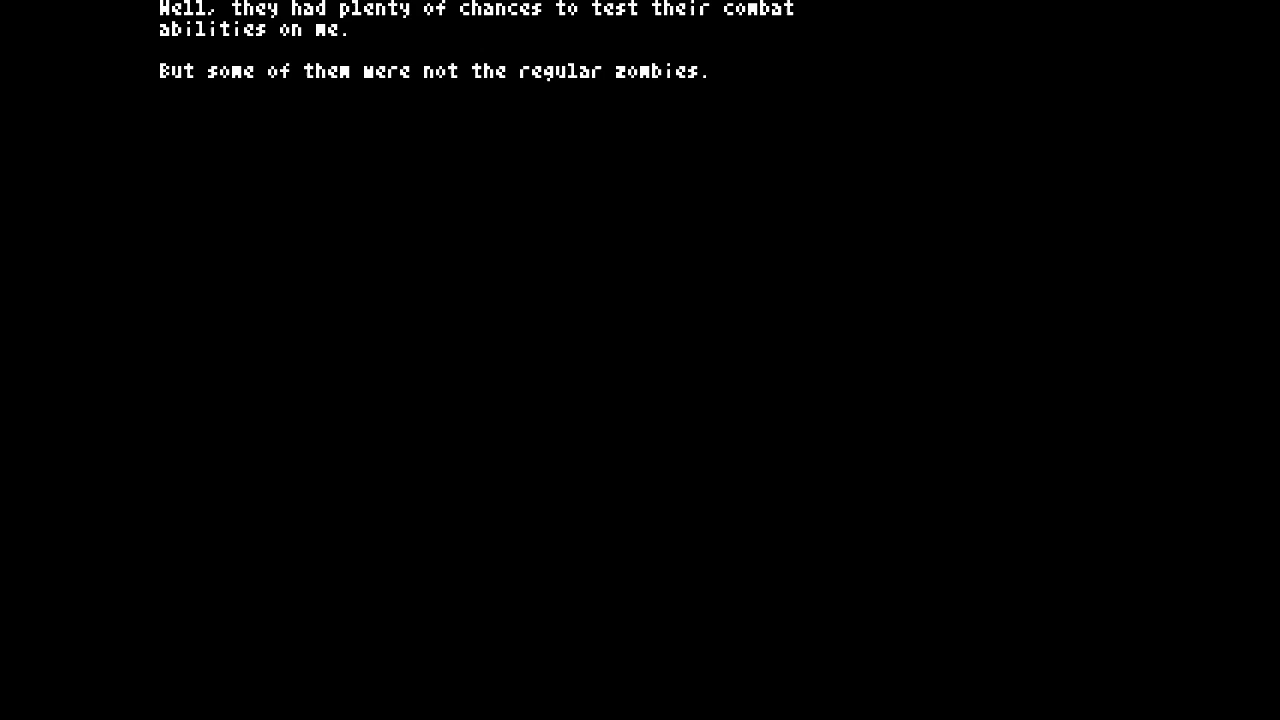 Well, they had plenty of chances to test their combat
abilities on me.
But some of them were not the regular zombies.